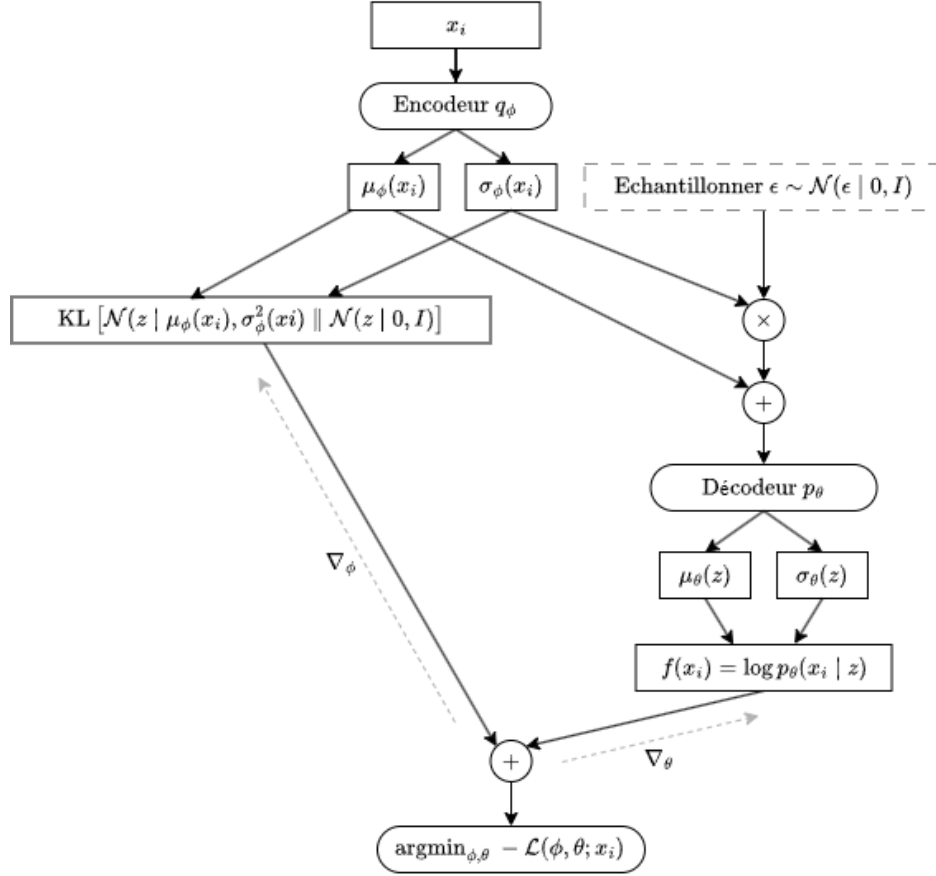 x_i
Encodeur q_ϕ
μ_ϕ(x_i)
σ_ϕ(x_i)
Echantillonner ϵ ∼ 𝒩(ϵ | 0, I)
KL [𝒩(z | μ_ϕ(x_i), σ_ϕ^2(xi) ∥ 𝒩(z | 0, I)]
×
+
Décodeur p_θ
∇_ϕ
μ_θ(z)
σ_θ(z)
f(x_i) = log p_θ(x_i | z)
+
∇_θ
argmin_{ϕ,θ} − ℒ(ϕ, θ; x_i)